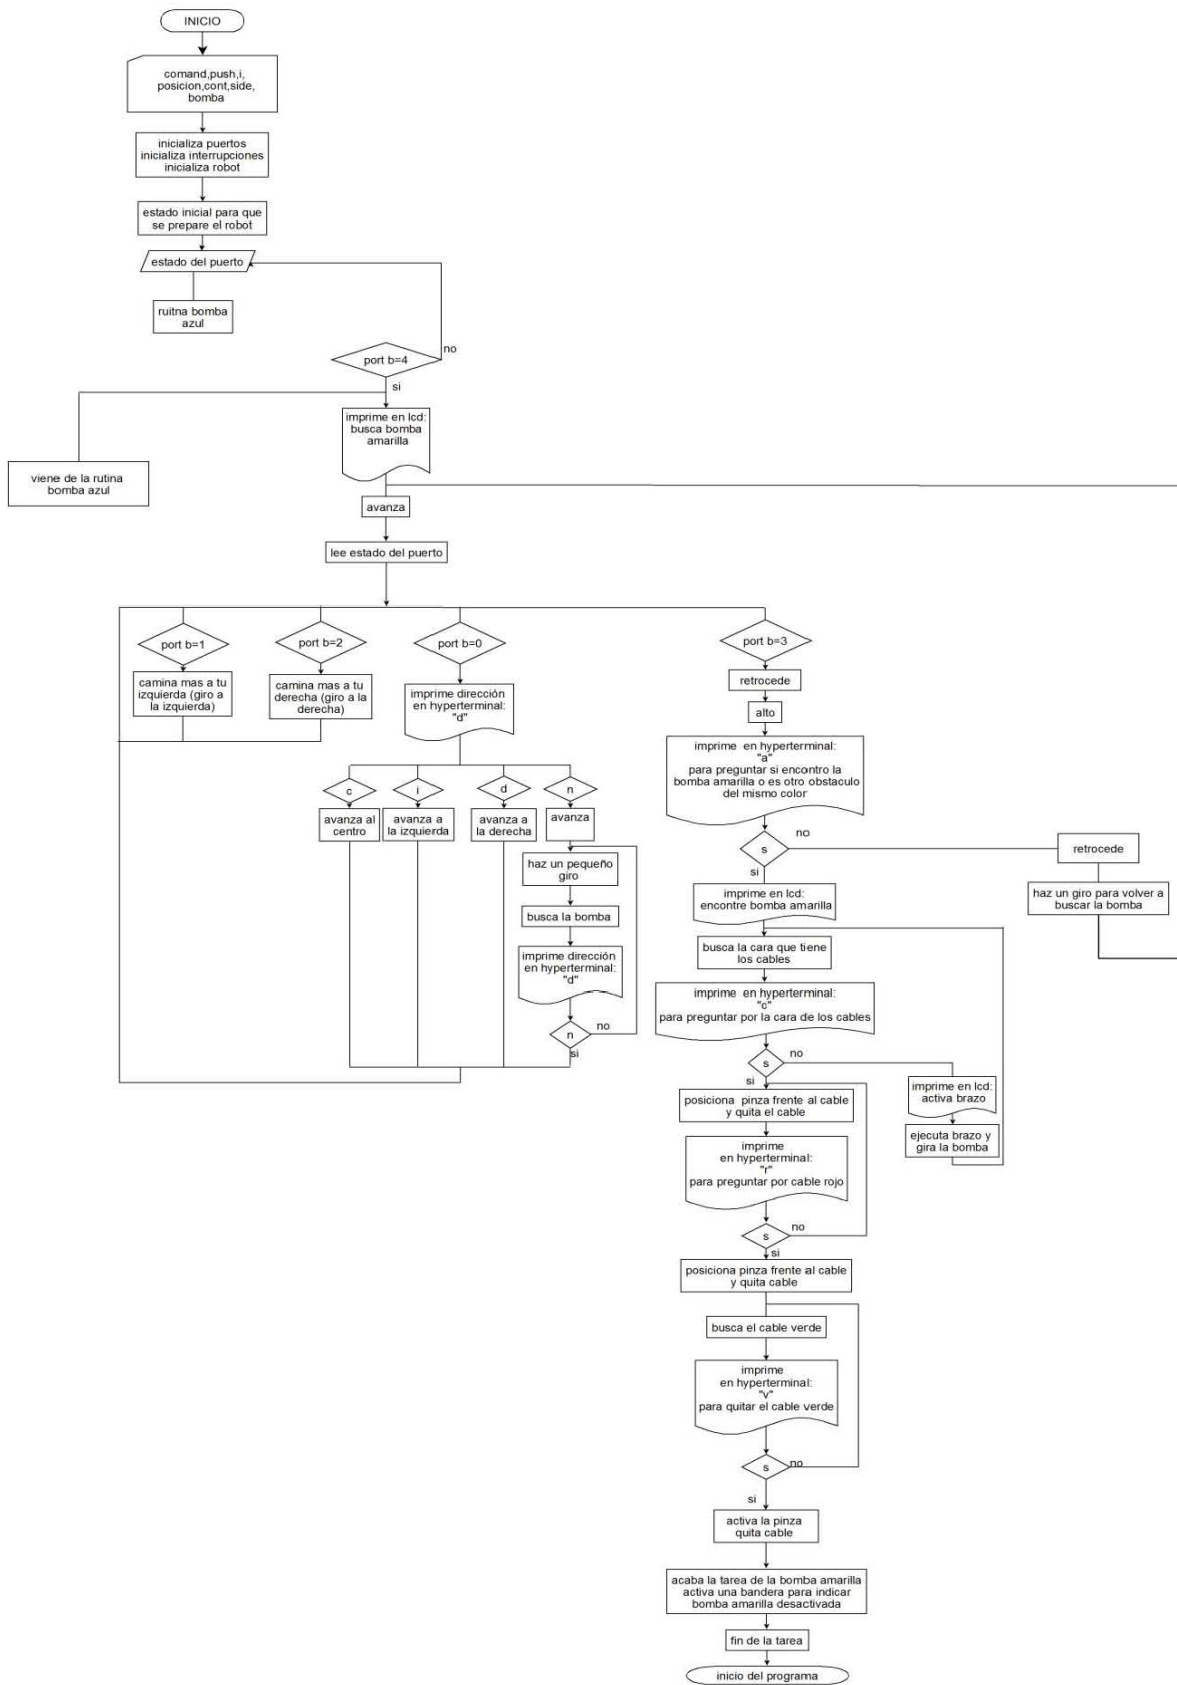 INICIO
comand,push,i,
posicion,cont,side,
bomba
inicializa puertos
inicializa interrupciones
inicializa robot
estado inicial para que
se prepare el robot
estado del puerto
ruitna bomba
azul
port b=4
no
si
imprime en lcd:
busca bomba
amarilla
viene de la rutina
bomba azul
avanza
lee estado del puerto
port b=1
camina mas a tu
izquierda (giro a
la izquierda)
port b=2
camina mas a tu
derecha (giro a la
derecha)
port b=0
imprime dirección
en hyperterminal:
"d"
c
avanza al
centro
i
avanza a
la izquierda
d
avanza a
la derecha
n
avanza
haz un pequeño
giro
busca la bomba
imprime dirección
en hyperterminal:
"d"
n
no
si
port b=3
retrocede
alto
imprime en hyperterminal:
"a"
para preguntar si encontro la
bomba amarilla o es otro obstaculo
del mismo color
s
no
si
retrocede
haz un giro para volver a
buscar la bomba
imprime en lcd:
encontre bomba amarilla
busca la cara que tiene
los cables
imprime en hyperterminal:
"c"
para preguntar por la cara de los cables
s
no
si
imprime en lcd:
activa brazo
ejecuta brazo y
gira la bomba
posiciona pinza frente al cable
y quita el cable
imprime
en hyperterminal:
"r"
para preguntar por cable rojo
s
no
si
posiciona pinza frente al cable
y quita cable
busca el cable verde
imprime
en hyperterminal:
"v"
para quitar el cable verde
s
no
si
activa la pinza
quita cable
acaba la tarea de la bomba amarilla
activa una bandera para indicar
bomba amarilla desactivada
fin de la tarea
inicio del programa